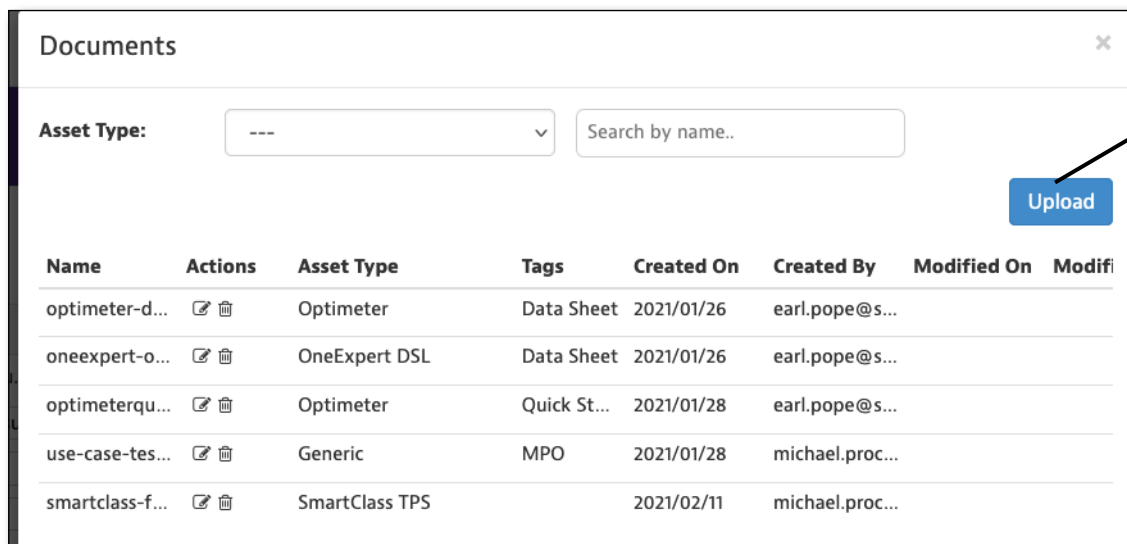 Documents ×
Asset Type: --- Search by name..
Upload
Name Actions Asset Type Tags Created On Created By Modified On Modifi
optimeter-d... Optimeter Data Sheet 2021/01/26 earl.pope@s...
oneexpert-o... OneExpert DSL Data Sheet 2021/01/26 earl.pope@s...
optimeterqu... Optimeter Quick St... 2021/01/28 earl.pope@s...
use-case-tes... Generic MPO 2021/01/28 michael.proc...
smartclass-f... SmartClass TPS 2021/02/11 michael.proc...